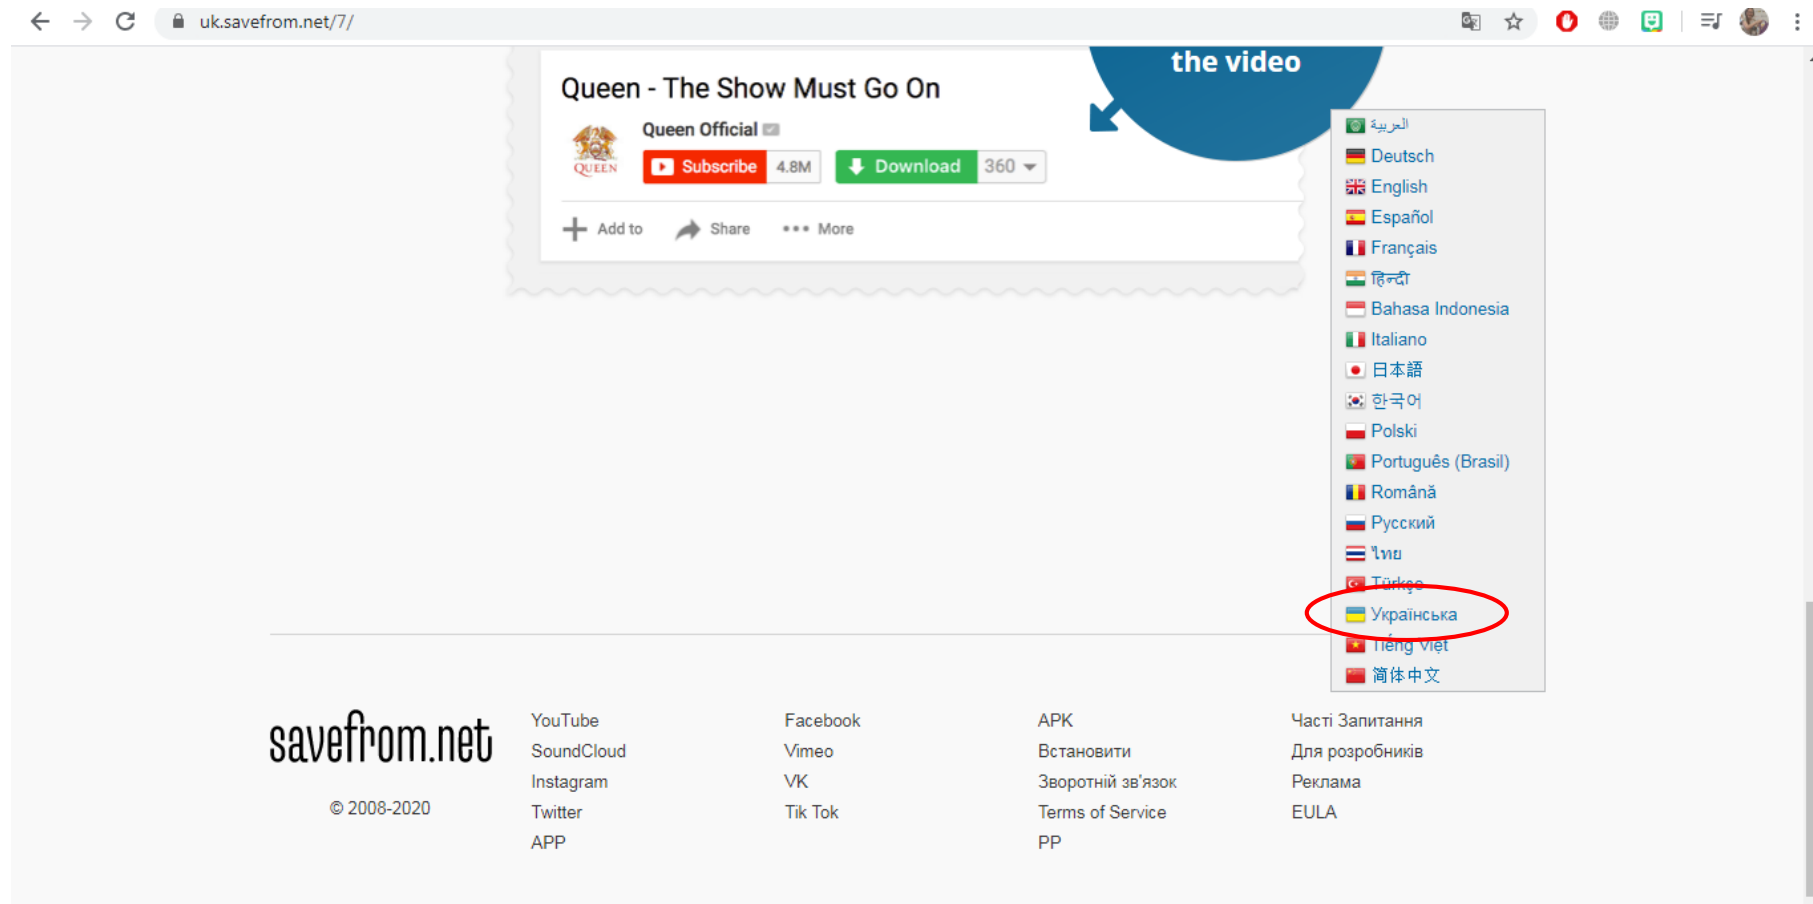 uk.savefrom.net/7/
the video
Queen - The Show Must Go On
Queen Official
QUEEN
Subscribe 4.8M Download 360
Add to Share More
العربية
Deutsch
English
Español
Français
हिन्दी
Bahasa Indonesia
Italiano
日本語
한국어
Polski
Português (Brasil)
Română
Русский
ไทย
Türkçe
Українська
Tiếng Việt
简体中文
savefrom.net
© 2008-2020
YouTube Facebook APK Часті Запитання
SoundCloud Vimeo Встановити Для розробників
Instagram VK Зворотній зв'язок Реклама
Twitter Tik Tok Terms of Service EULA
APP PP